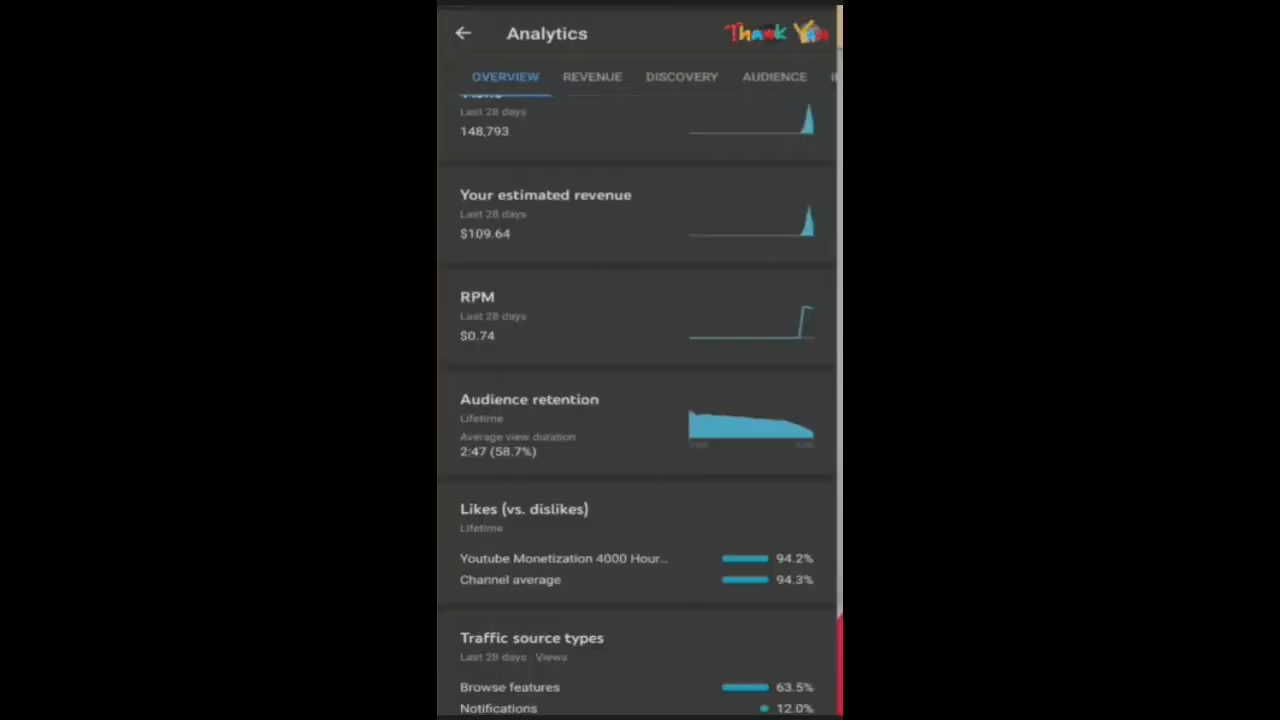 Analytics
Thank You
OVERVIEW REVENUE DISCOVERY AUDIENCE
Last 28 days
148,793
Your estimated revenue
Last 28 days
$109.64
RPM
Last 28 days
$0.74
Audience retention
Lifetime
Average view duration
2:47 (58.7%)
Likes (vs. dislikes)
Lifetime
Youtube Monetization 4000 Hour... 94.2%
Channel average 94.3%
Traffic source types
Last 28 days · Views
Browse features 63.5%
Notifications 12.0%